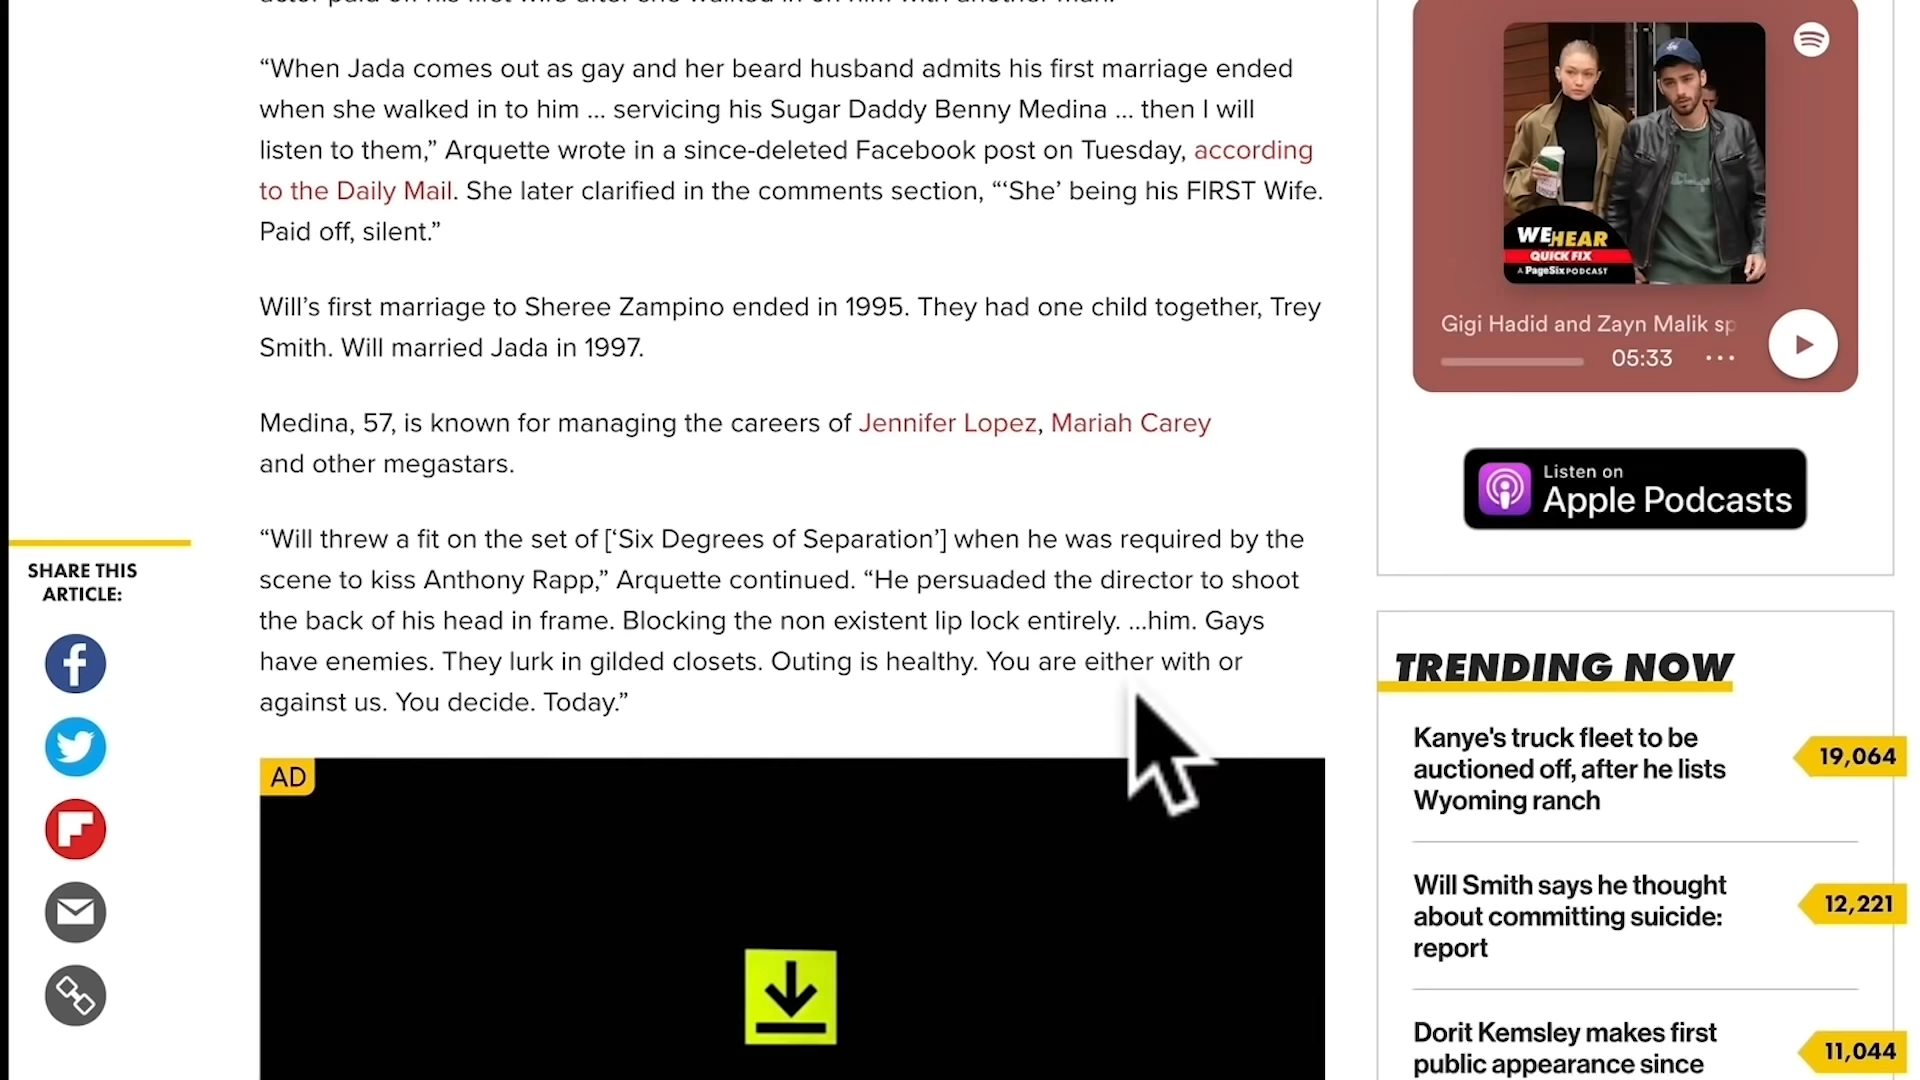 “When Jada comes out as gay and her beard husband admits his first marriage ended
when she walked in to him ... servicing his Sugar Daddy Benny Medina ... then I will
listen to them,” Arquette wrote in a since-deleted Facebook post on Tuesday, according
to the Daily Mail. She later clarified in the comments section, “‘She’ being his FIRST Wife.
Paid off, silent.”
Will’s first marriage to Sheree Zampino ended in 1995. They had one child together, Trey
Smith. Will married Jada in 1997.
Medina, 57, is known for managing the careers of Jennifer Lopez, Mariah Carey
and other megastars.
“Will threw a fit on the set of [‘Six Degrees of Separation’] when he was required by the
scene to kiss Anthony Rapp,” Arquette continued. “He persuaded the director to shoot
the back of his head in frame. Blocking the non existent lip lock entirely. ...him. Gays
have enemies. They lurk in gilded closets. Outing is healthy. You are either with or
against us. You decide. Today.”
AD
SHARE THIS
ARTICLE:
WE HEAR
QUICK FIX
A PageSix PODCAST
Gigi Hadid and Zayn Malik sp
05:33
Listen on
Apple Podcasts
TRENDING NOW
Kanye's truck fleet to be
auctioned off, after he lists
Wyoming ranch
19,064
Will Smith says he thought
about committing suicide:
report
12,221
Dorit Kemsley makes first
public appearance since
11,044